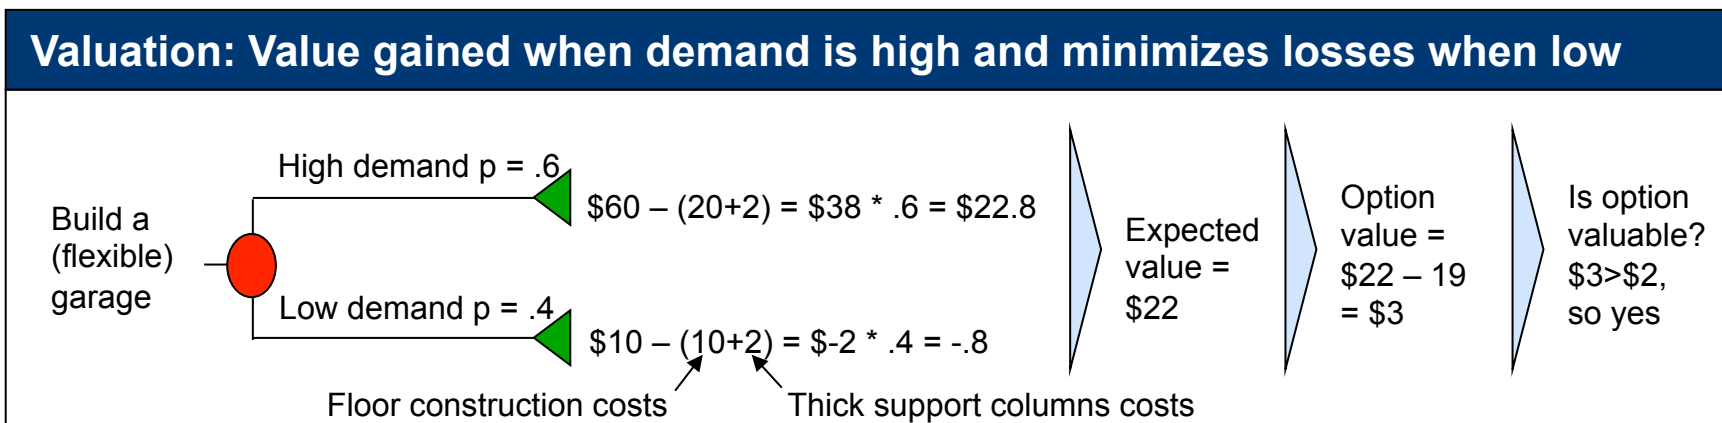 Valuation: Value gained when demand is high and minimizes losses when low
High demand p = .6
Build a
(flexible)
garage
$60 – (20+2) = $38 * .6 = $22.8
Low demand p = .4
$10 – (10+2) = $-2 * .4 = -.8
Floor construction costs
Thick support columns costs
Expected
value =
$22
Option
value =
$22 – 19
= $3
Is option
valuable?
$3>$2,
so yes